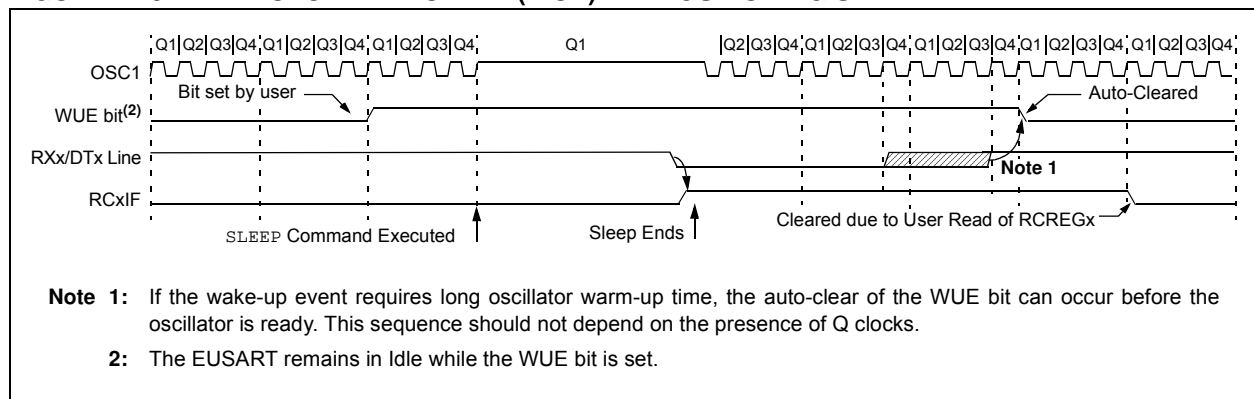 Q1 Q2 Q3 Q4 Q1 Q2 Q3 Q4 Q1 Q2 Q3 Q4 Q1 Q2 Q3 Q4 Q1 Q2 Q3 Q4 Q1 Q2 Q3 Q4 Q1 Q2 Q3 Q4 Q1 Q2 Q3 Q4
OSC1
Bit set by user
Auto-Cleared
WUE bit(2)
RXx/DTx Line
Note 1
RCxIF
Cleared due to User Read of RCREGx
SLEEP Command Executed
Sleep Ends
Note 1: If the wake-up event requires long oscillator warm-up time, the auto-clear of the WUE bit can occur before the
oscillator is ready. This sequence should not depend on the presence of Q clocks.
2: The EUSART remains in Idle while the WUE bit is set.